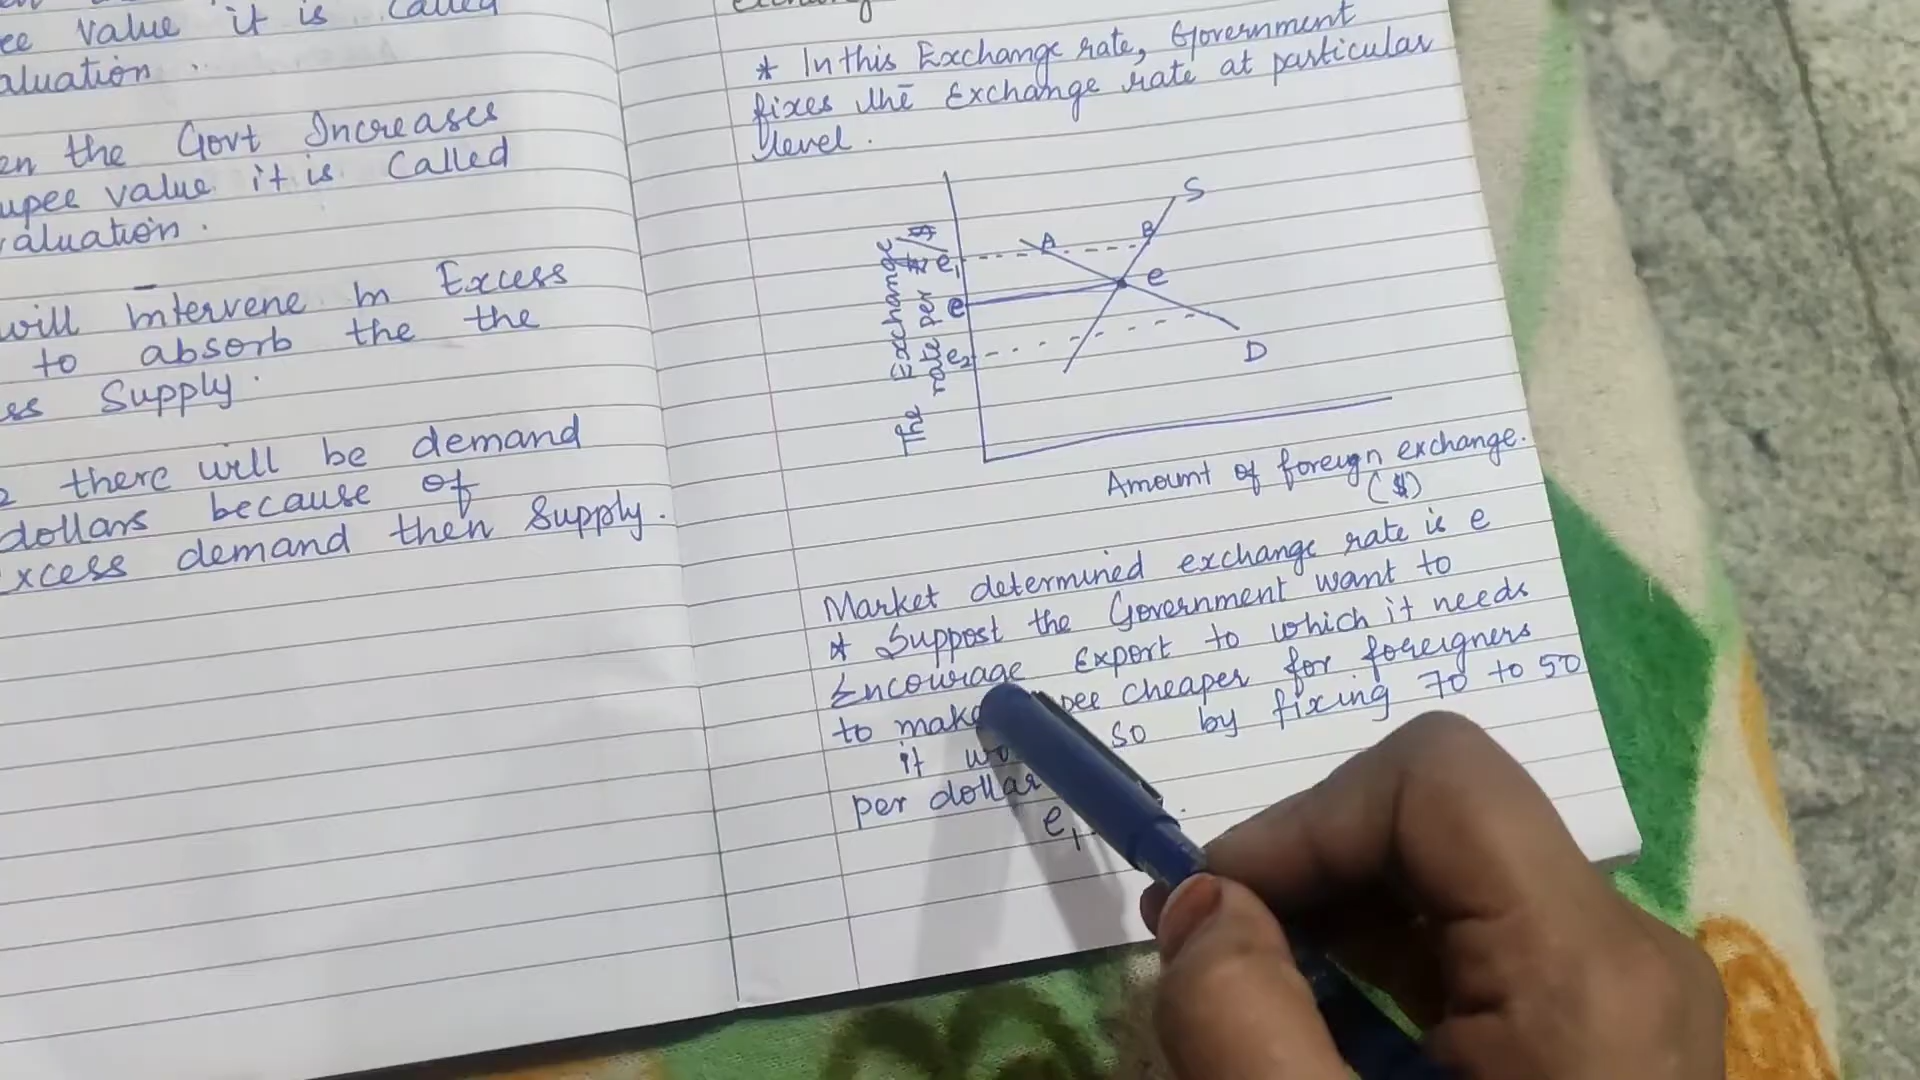 ee value it is called
aluation.
en the Govt Increases
upee value it is called
valuation.
will intervene in Excess
to absorb the the
ess Supply.
2 there will be demand
dollars because of
xcess demand then Supply.
* In this Exchange rate, Government
fixes the Exchange rate at particular
level.
The Exchange
rate per ₹/$
S
A
B
e1
e
e
e2
D
Amount of foreign exchange.
($)
Market determined exchange rate is e
* Suppost the Government want to
Encourage Export to which it needs
to make pee cheaper for foreigners
it so by fixing 70 to 50
per dollar
e1